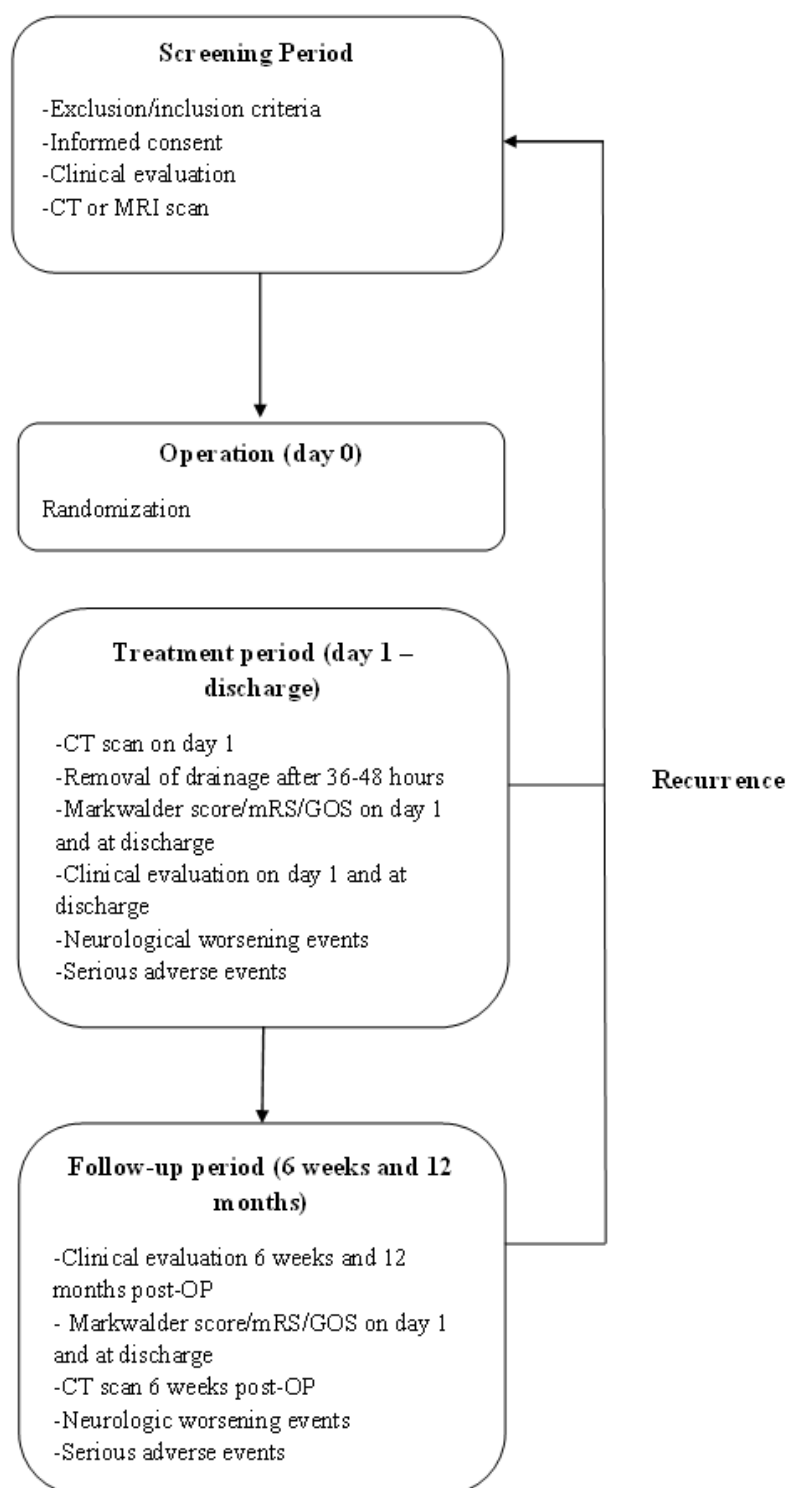 Screening Period
-Exclusion/inclusion criteria
-Informed consent
-Clinical evaluation
-CT or MRI scan
Operation (day 0)
Randomization
Treatment period (day 1 –
discharge)
-CT scan on day 1
-Removal of drainage after 36-48 hours
-Markwalder score/mRS/GOS on day 1
and at discharge
-Clinical evaluation on day 1 and at
discharge
-Neurological worsening events
-Serious adverse events
Recurrence
Follow-up period (6 weeks and 12
months)
-Clinical evaluation 6 weeks and 12
months post-OP
- Markwalder score/mRS/GOS on day 1
and at discharge
-CT scan 6 weeks post-OP
-Neurologic worsening events
-Serious adverse events